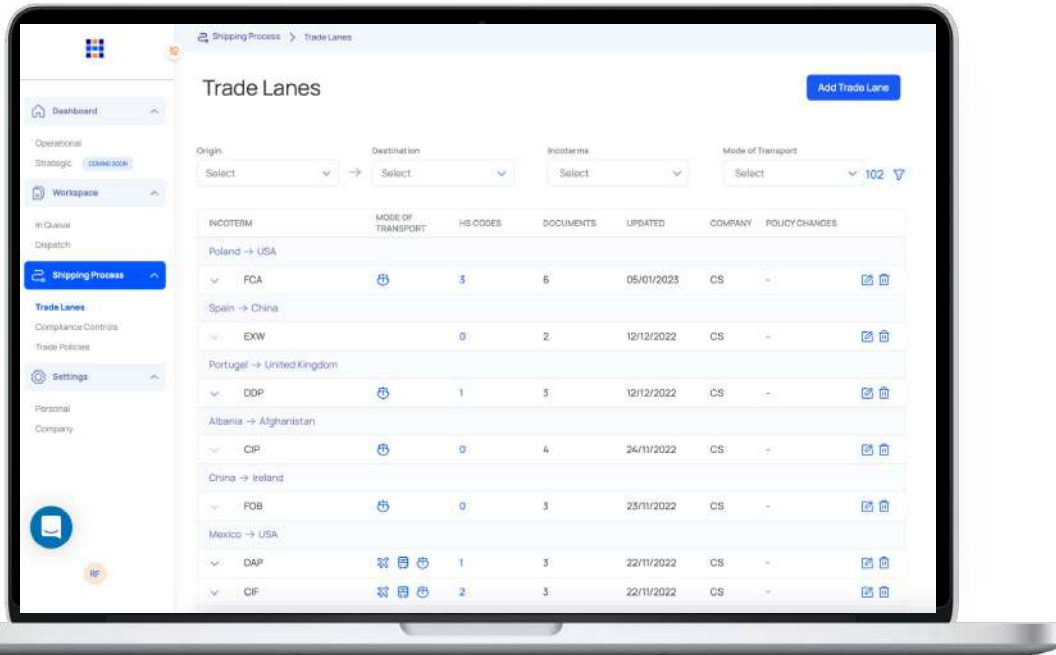 Shipping Process > Trade Lanes
Trade Lanes
Add Trade Lane
Dashboard
Operational
Strategic COMING SOON
Workspace
In Queue
Dispatch
Shipping Process
Trade Lanes
Compliance Controls
Trade Policies
Settings
Personal
Company
RF
Origin Destination Incoterms Mode of Transport
Select → Select Select Select 102
INCOTERM MODE OF TRANSPORT HS CODES DOCUMENTS UPDATED COMPANY POLICY CHANGES
Poland → USA
FCA 3 6 05/01/2023 CS -
Spain → China
EXW 0 2 12/12/2022 CS -
Portugal → United Kingdom
DDP 1 3 12/12/2022 CS -
Albania → Afghanistan
CIP 0 4 24/11/2022 CS -
China → Ireland
FOB 0 3 23/11/2022 CS -
Mexico → USA
DAP 1 3 22/11/2022 CS -
CIF 2 3 22/11/2022 CS -